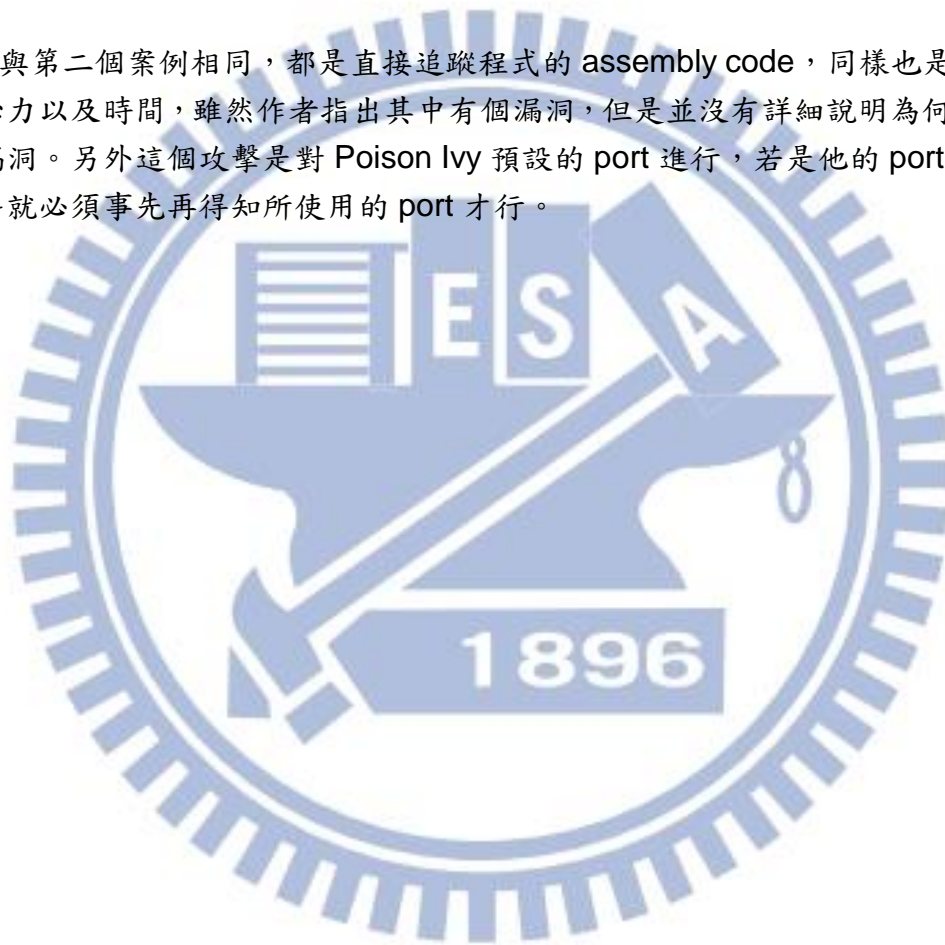 與第二個案例相同，都是直接追蹤程式的 assembly code，同樣也是
力以及時間，雖然作者指出其中有個漏洞，但是並沒有詳細說明為何
漏洞。另外這個攻擊是對 Poison Ivy 預設的 port 進行，若是他的 port
就必須事先再得知所使用的 port 才行。
E S A
1896